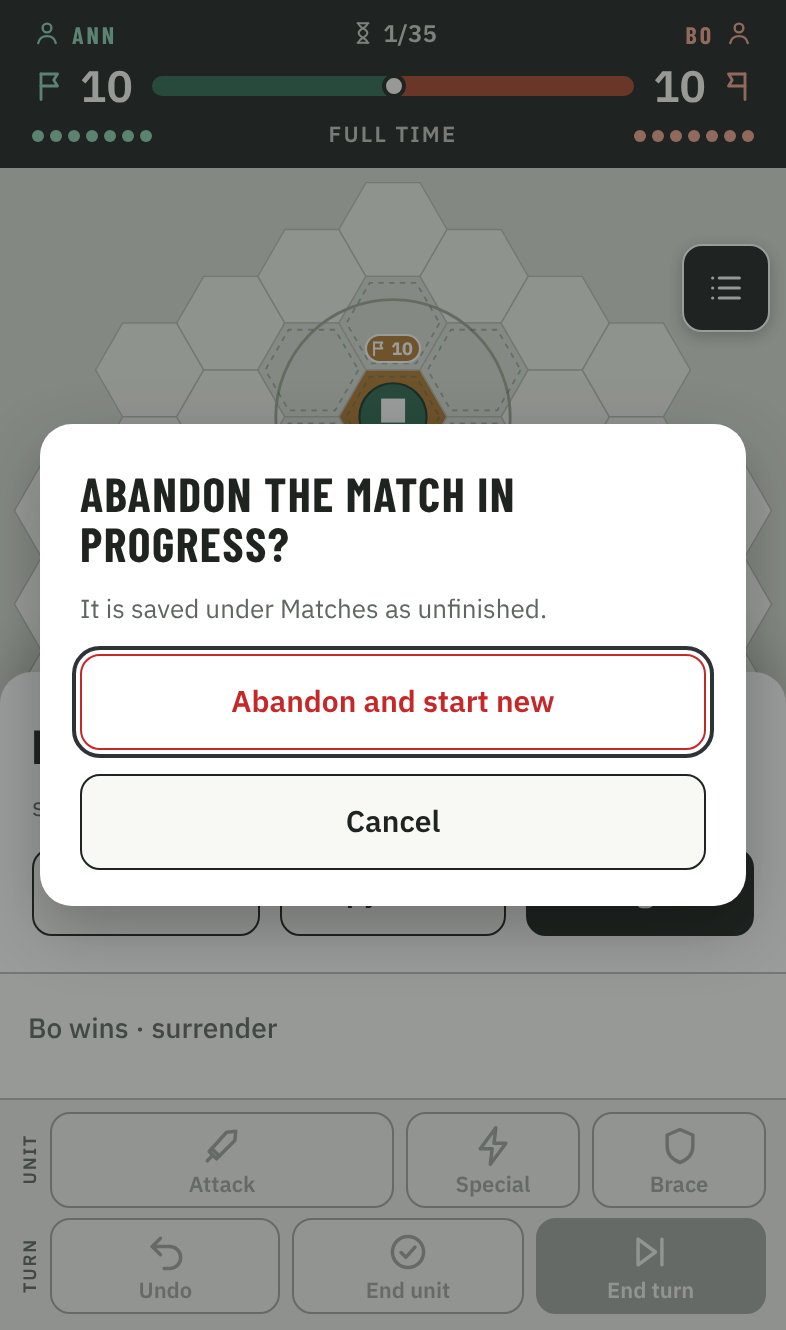 ANN
1/35
BO
10
10
FULL TIME
10
ABANDON THE MATCH IN
PROGRESS?
It is saved under Matches as unfinished.
Abandon and start new
Cancel
Bo wins · surrender
UNIT
Attack
Special
Brace
TURN
Undo
End unit
End turn